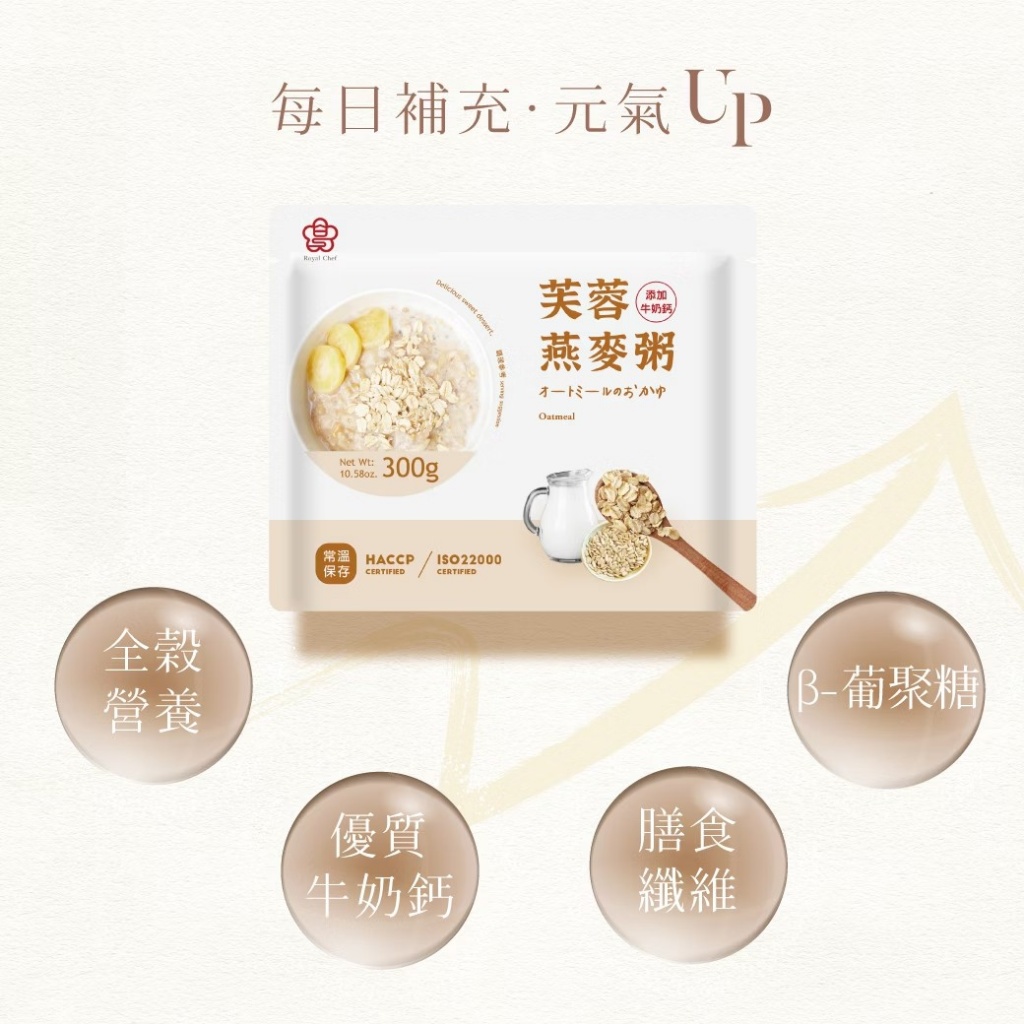 每日補充·元氣UP
Royal Chef
Delicious sweet dessert.
芙蓉
添加
牛奶鈣
燕麥粥
オートミールのおかゆ
Oatmeal
Net Wt:
10.58oz. 300g
常溫
保存
HACCP
CERTIFIED
ISO22000
CERTIFIED
全穀
營養
β-葡聚糖
優質
牛奶鈣
膳食
纖維